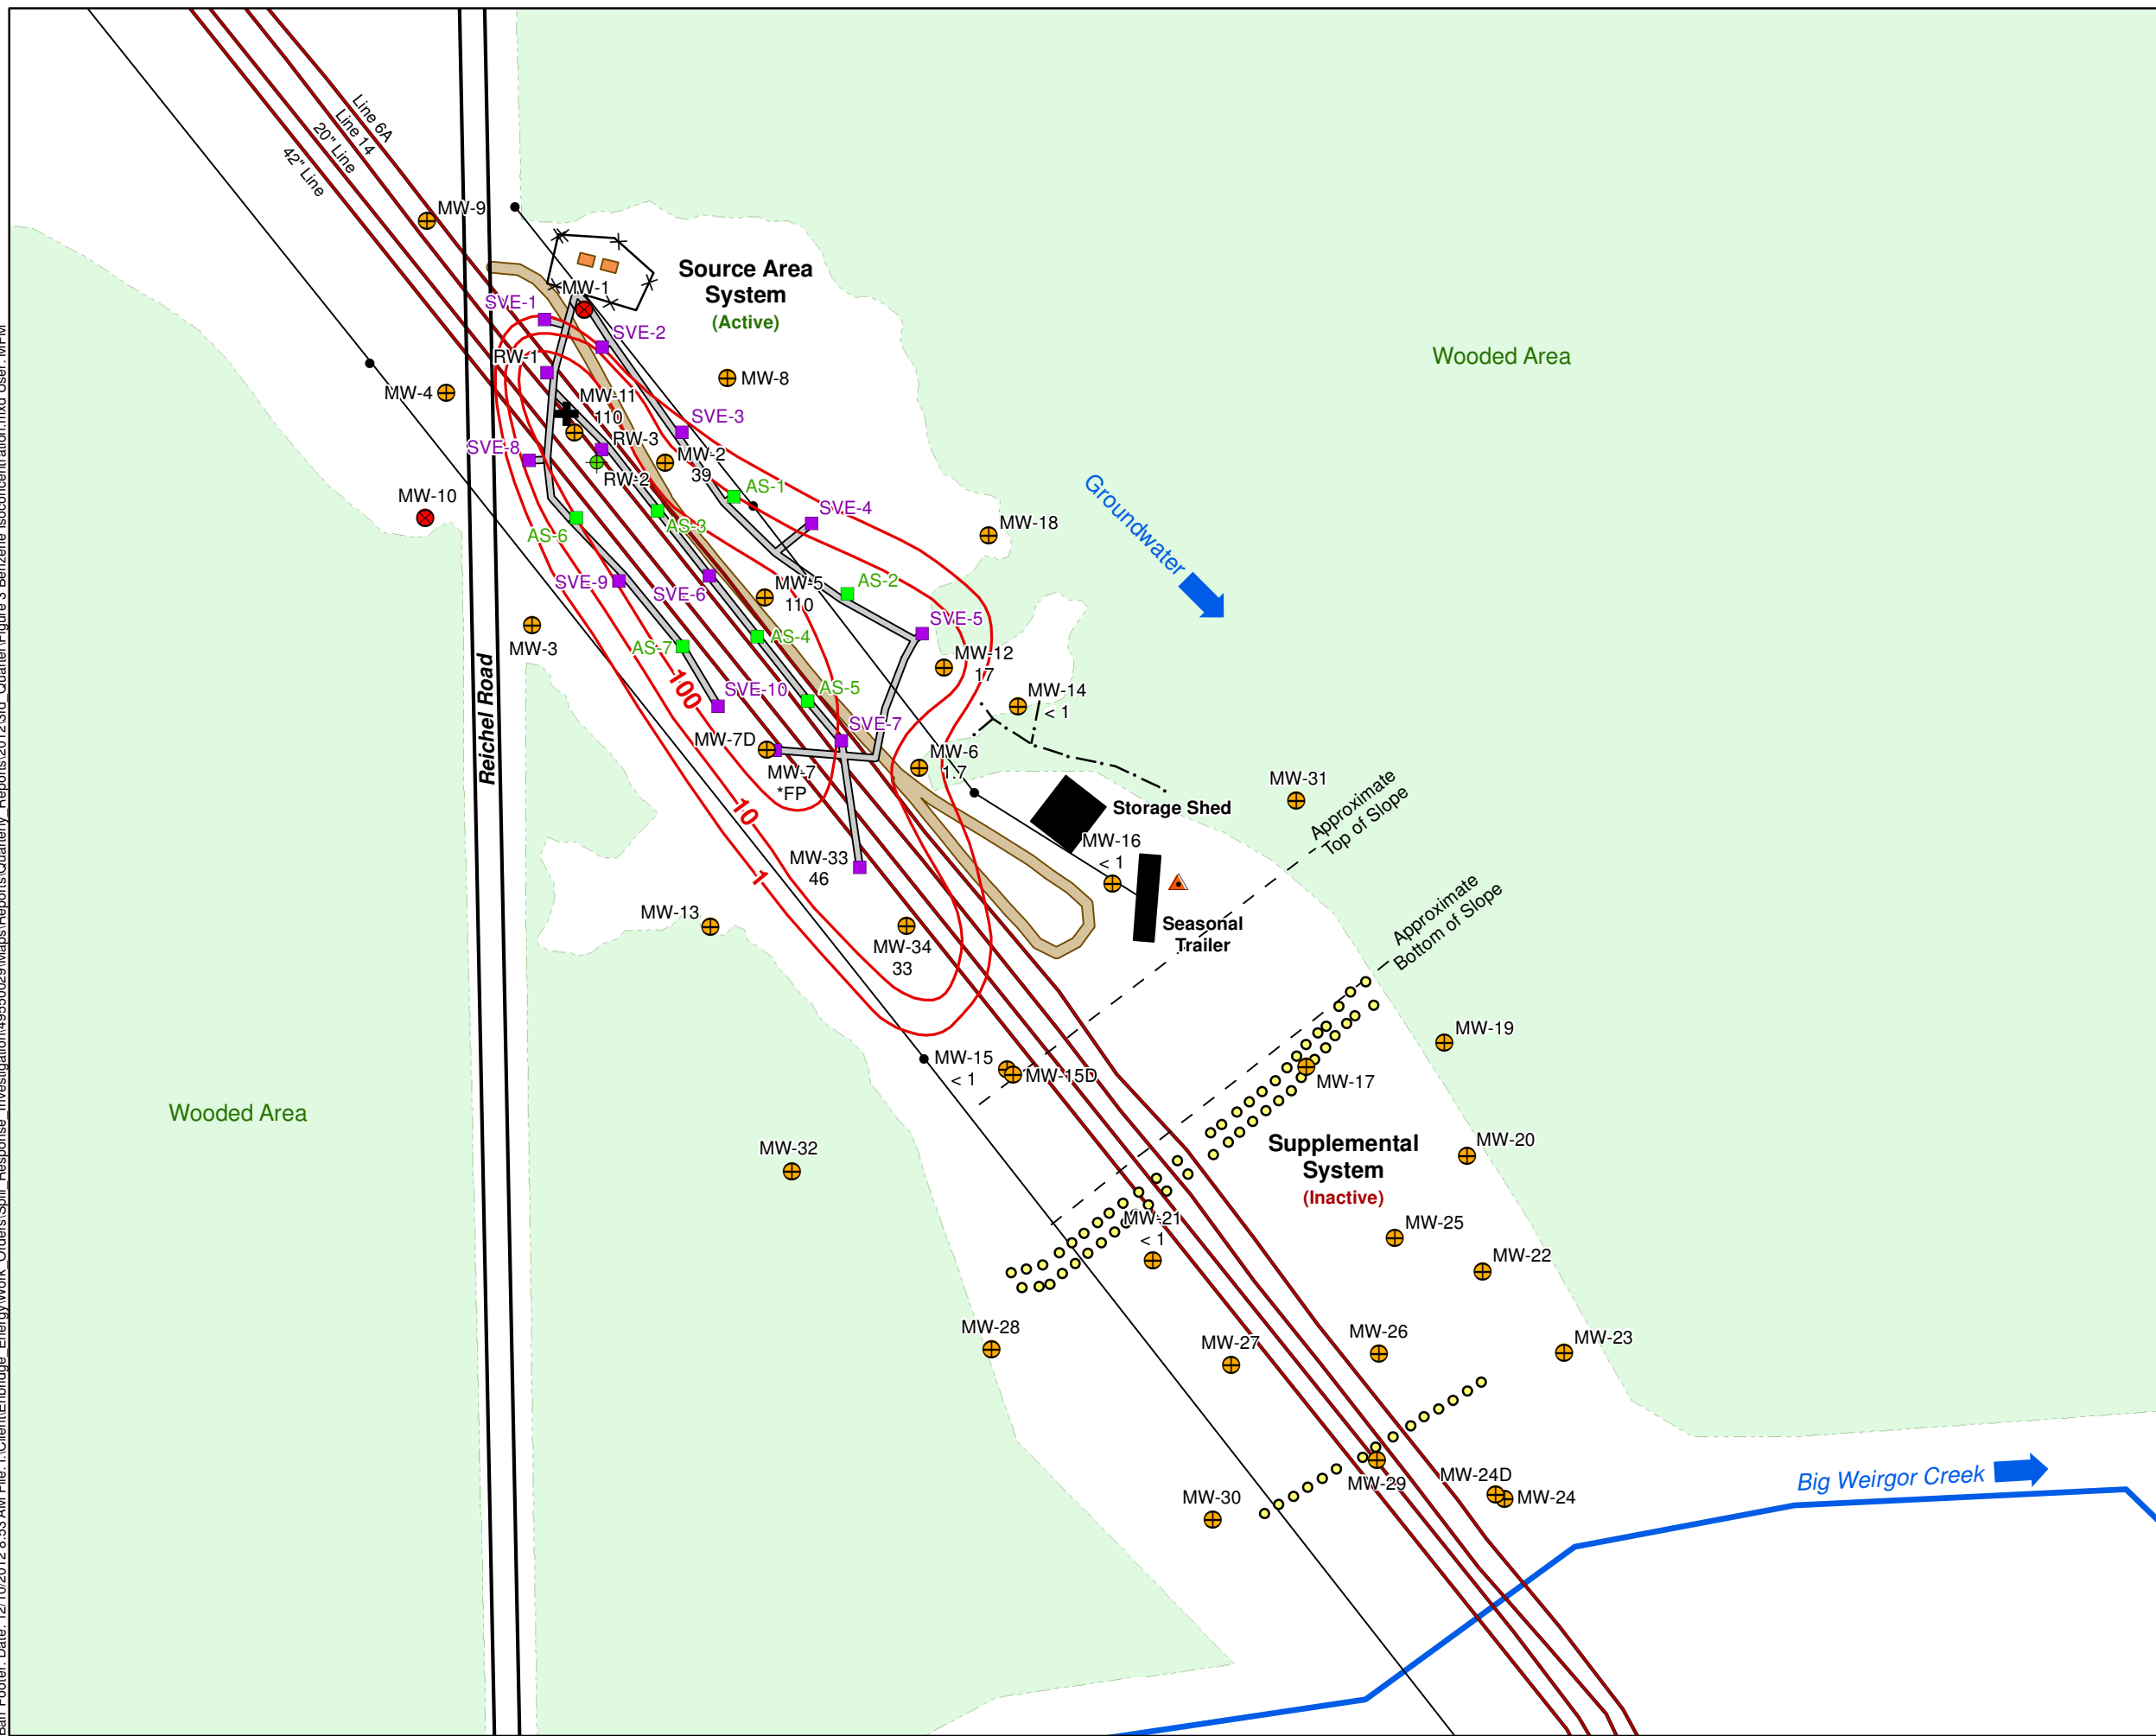 Line 6A
Line 14
20" Line
42" Line
MW-9
Source Area
System
(Active)
MW-1
SVE-1
SVE-2
RW-1
MW-8
MW-4
MW-11
110
SVE-3
RW-3
SVE-8
MW-2
39
RW-2
MW-10
AS-1
SVE-4
AS-3
AS-6
MW-18
Groundwater
Wooded Area
SVE-9
SVE-6
MW-5
110
AS-2
SVE-5
MW-3
AS-7
AS-4
MW-12
17
100
SVE-10
AS-5
MW-14
< 1
SVE-7
MW-7D
MW-7
*FP
MW-6
1.7
Reichel Road
MW-31
Approximate
Top of Slope
Storage Shed
10
MW-16
< 1
MW-33
46
1
Approximate
Bottom of Slope
MW-13
Seasonal
Trailer
MW-34
33
MW-19
MW-15
< 1
MW-15D
MW-17
Wooded Area
MW-32
Supplemental
System
(Inactive)
MW-20
MW-21
< 1
MW-25
MW-22
MW-28
MW-27
MW-26
MW-23
MW-29
MW-24D
MW-24
MW-30
Big Weirgor Creek